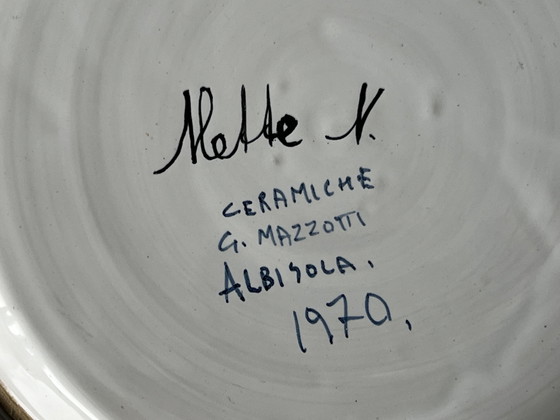 Mette N.
CERAMICHE
G. MAZZOTTI
ALBISOLA.
1970,